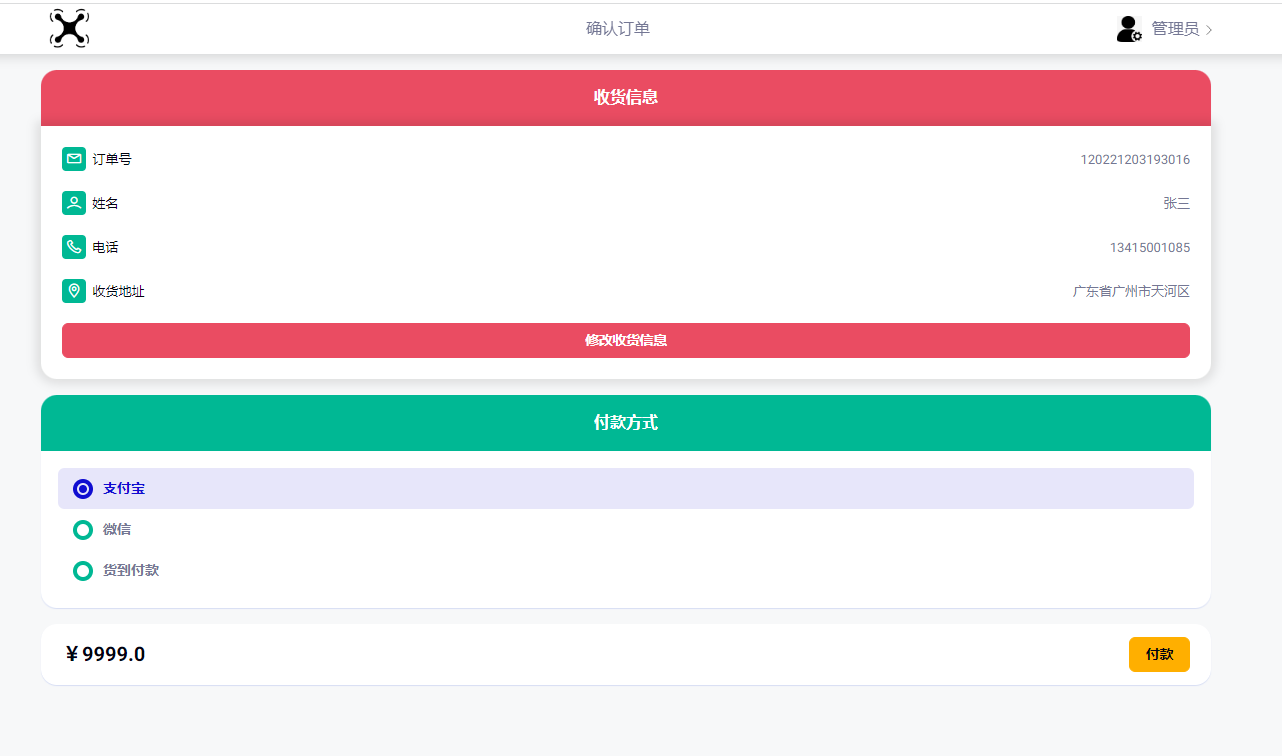 确认订单
管理员
收货信息
订单号 120221203193016
姓名 张三
电话 13415001085
收货地址 广东省广州市天河区
修改收货信息
付款方式
支付宝
微信
货到付款
¥ 9999.0 付款